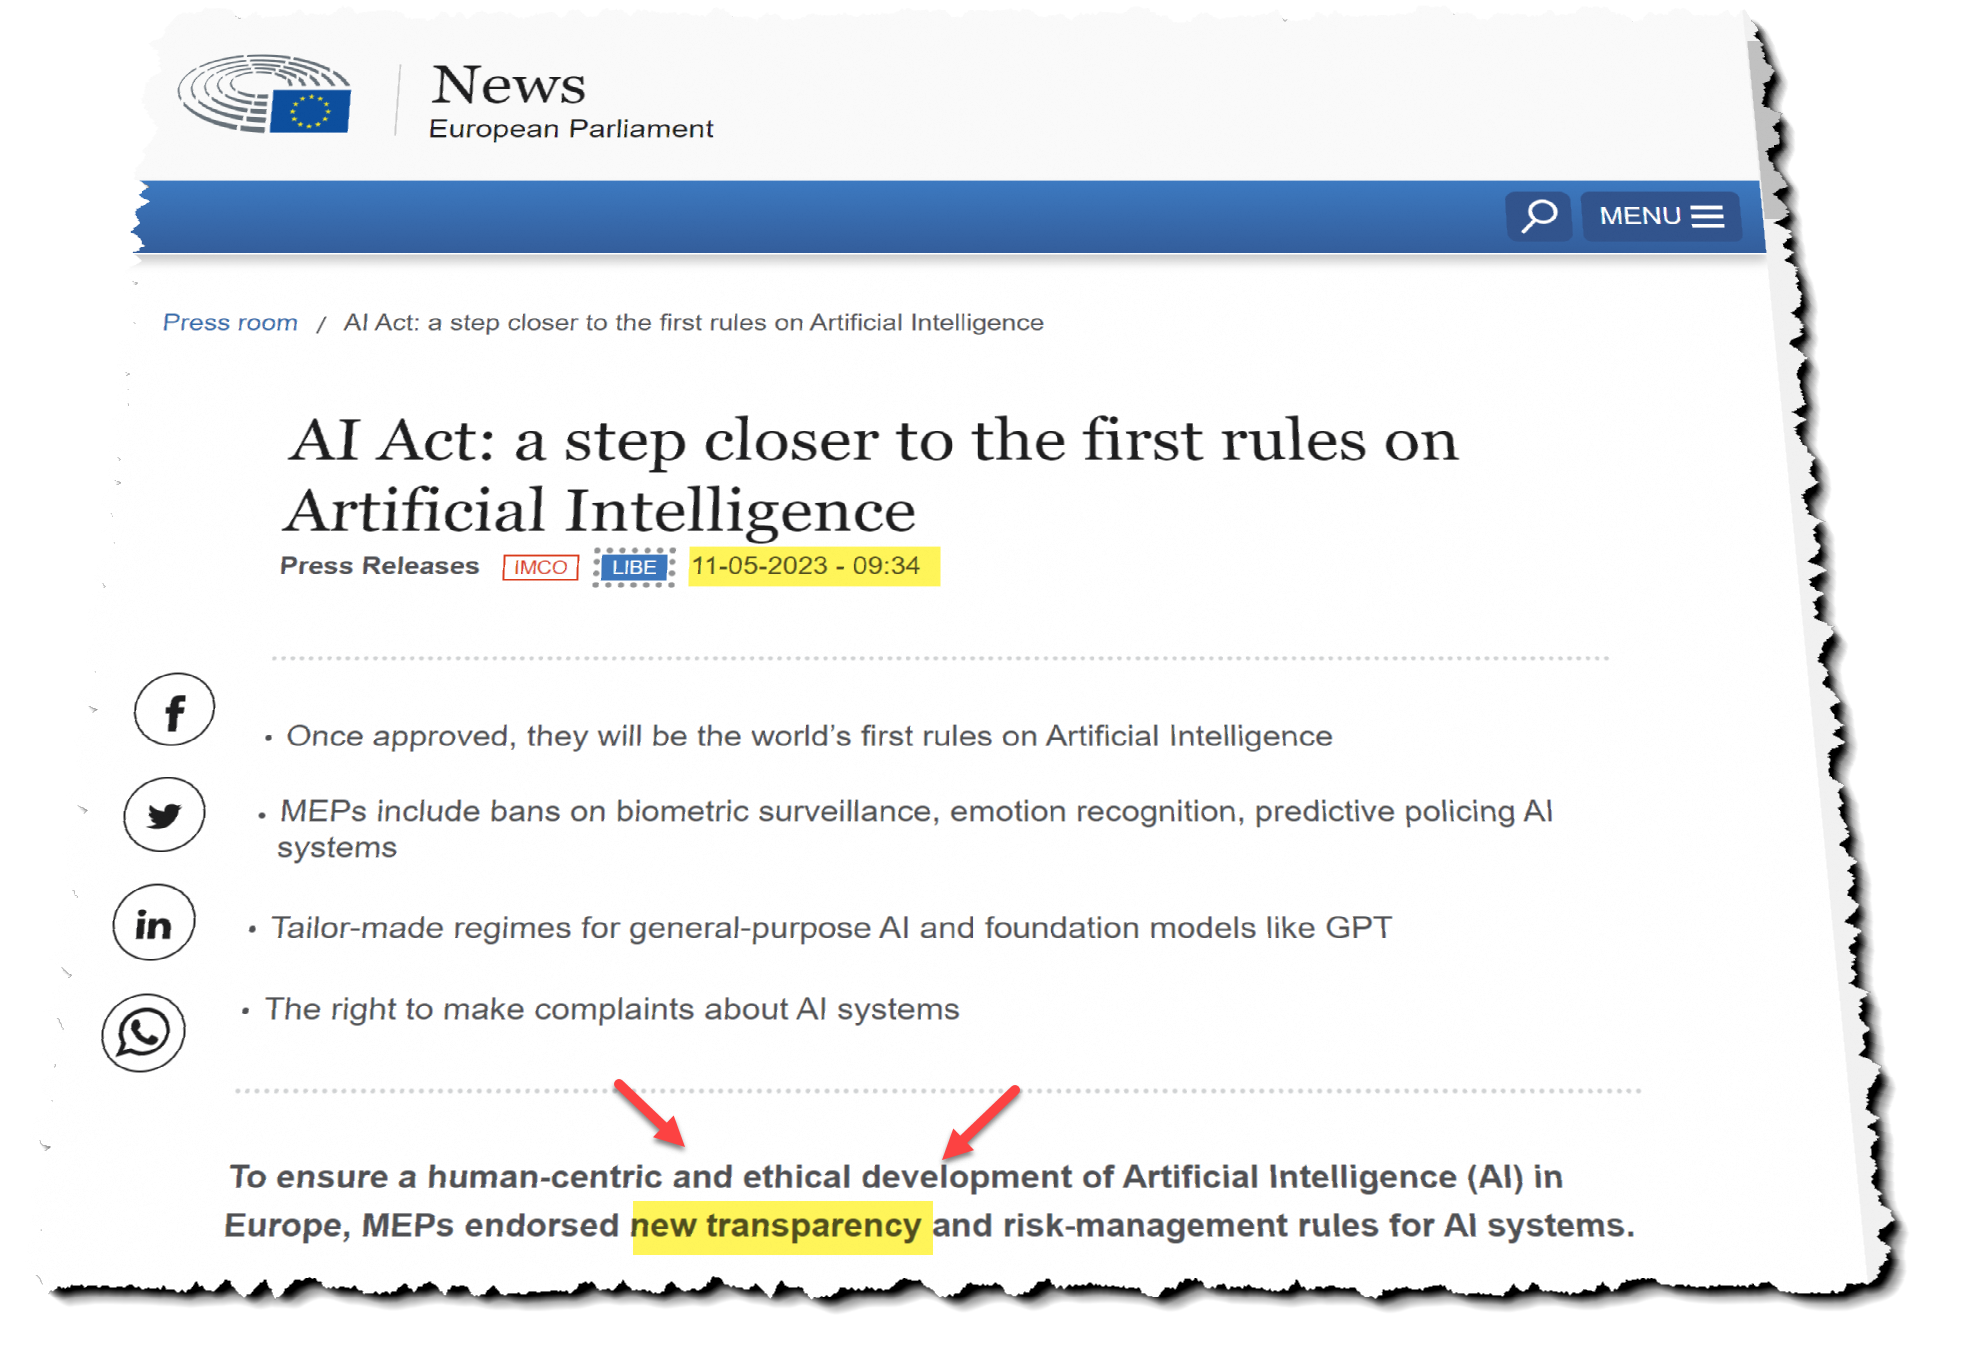 News
European Parliament
MENU
Press room / AI Act: a step closer to the first rules on Artificial Intelligence
AI Act: a step closer to the first rules on
Artificial Intelligence
Press Releases IMCO LIBE 11-05-2023 - 09:34
• Once approved, they will be the world’s first rules on Artificial Intelligence
• MEPs include bans on biometric surveillance, emotion recognition, predictive policing AI
systems
• Tailor-made regimes for general-purpose AI and foundation models like GPT
• The right to make complaints about AI systems
To ensure a human-centric and ethical development of Artificial Intelligence (AI) in
Europe, MEPs endorsed new transparency and risk-management rules for AI systems.